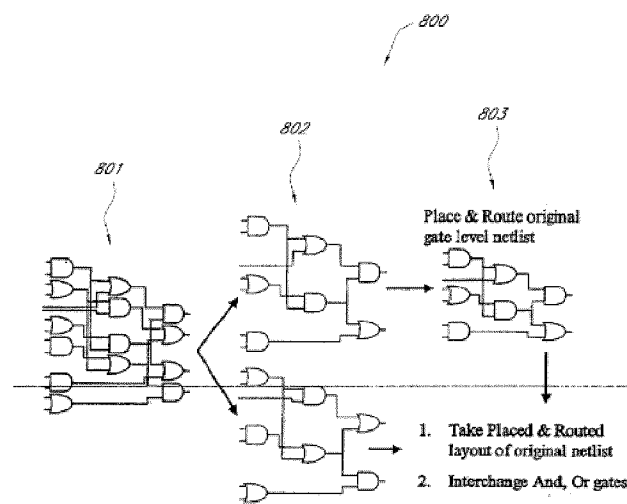 800
802
803
801
Place & Route original
gate level netlist
1. Take Placed & Routed
layout of original netlist
2. Interchange And, Or gates